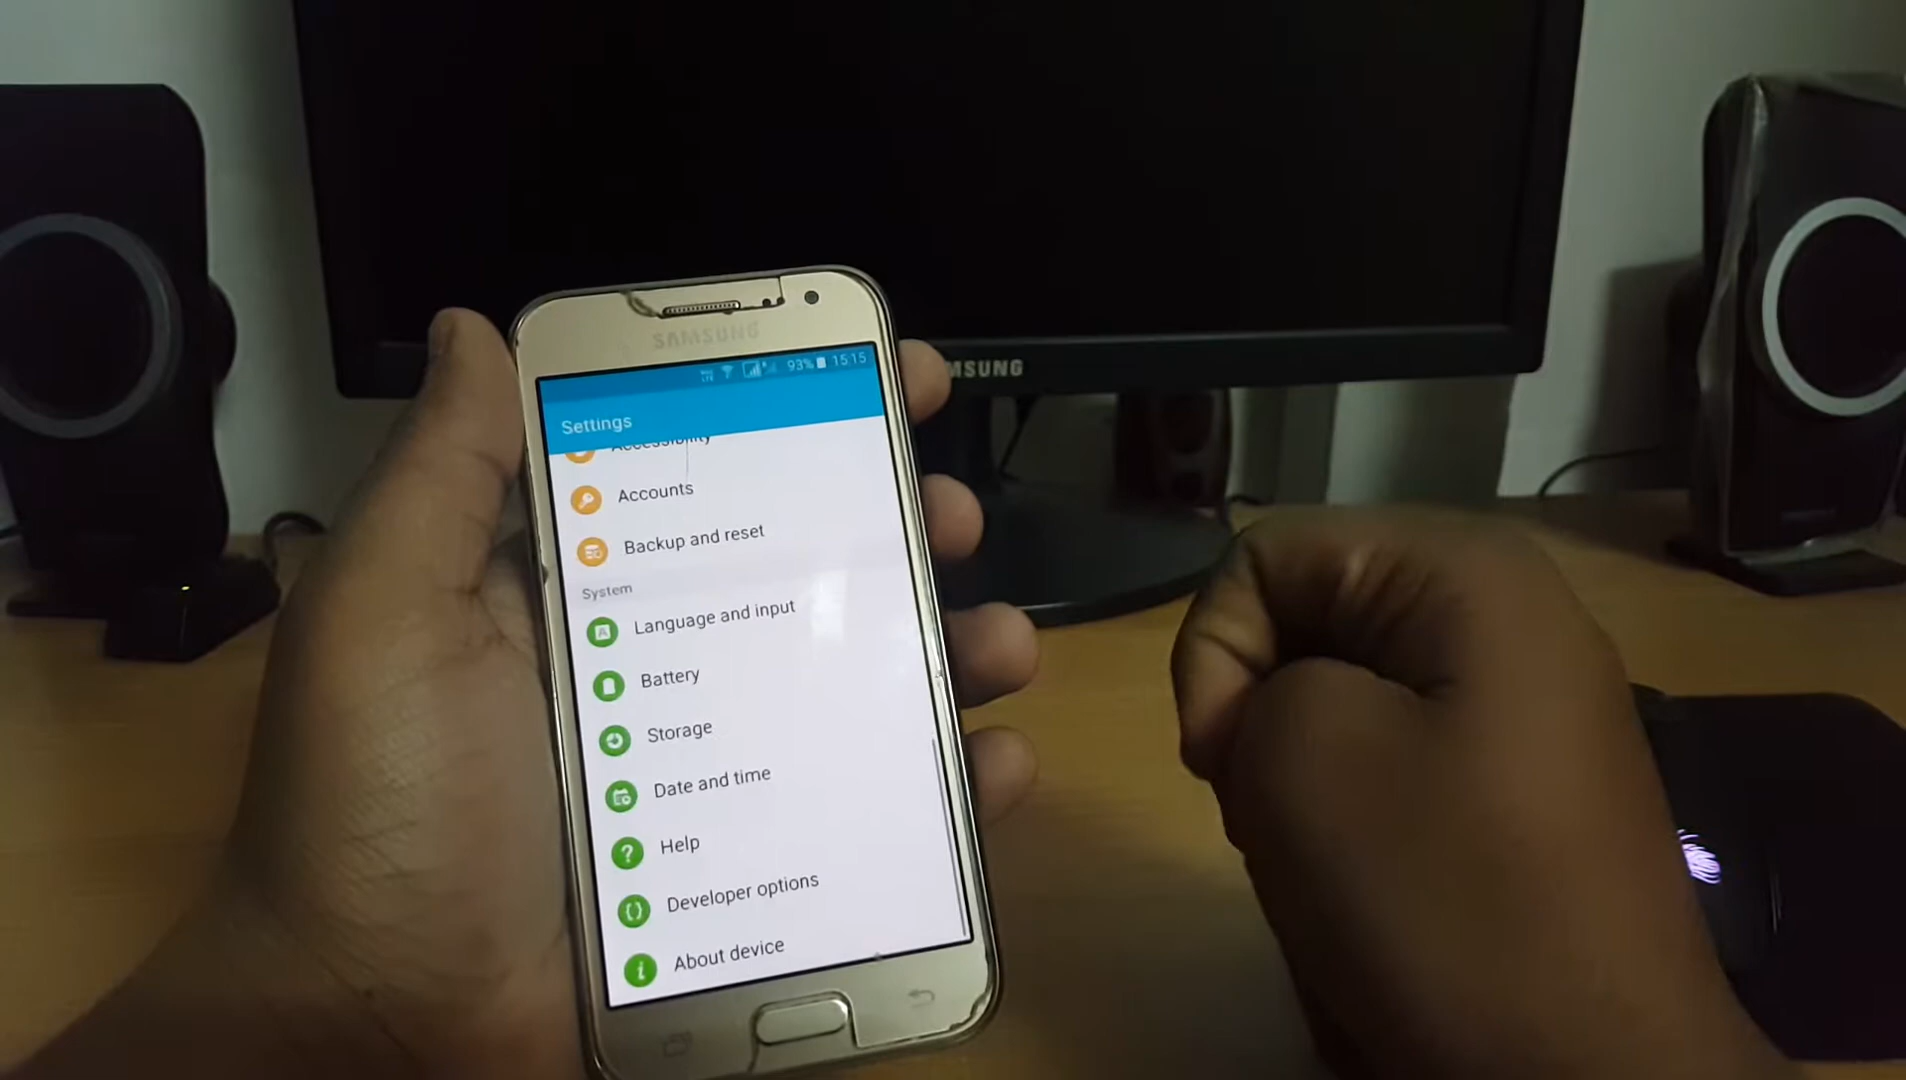 SAMSUNG
93% 15:15
Settings
Accessibility
Accounts
Backup and reset
System
Language and input
Battery
Storage
Date and time
Help
Developer options
About device
MSUNG